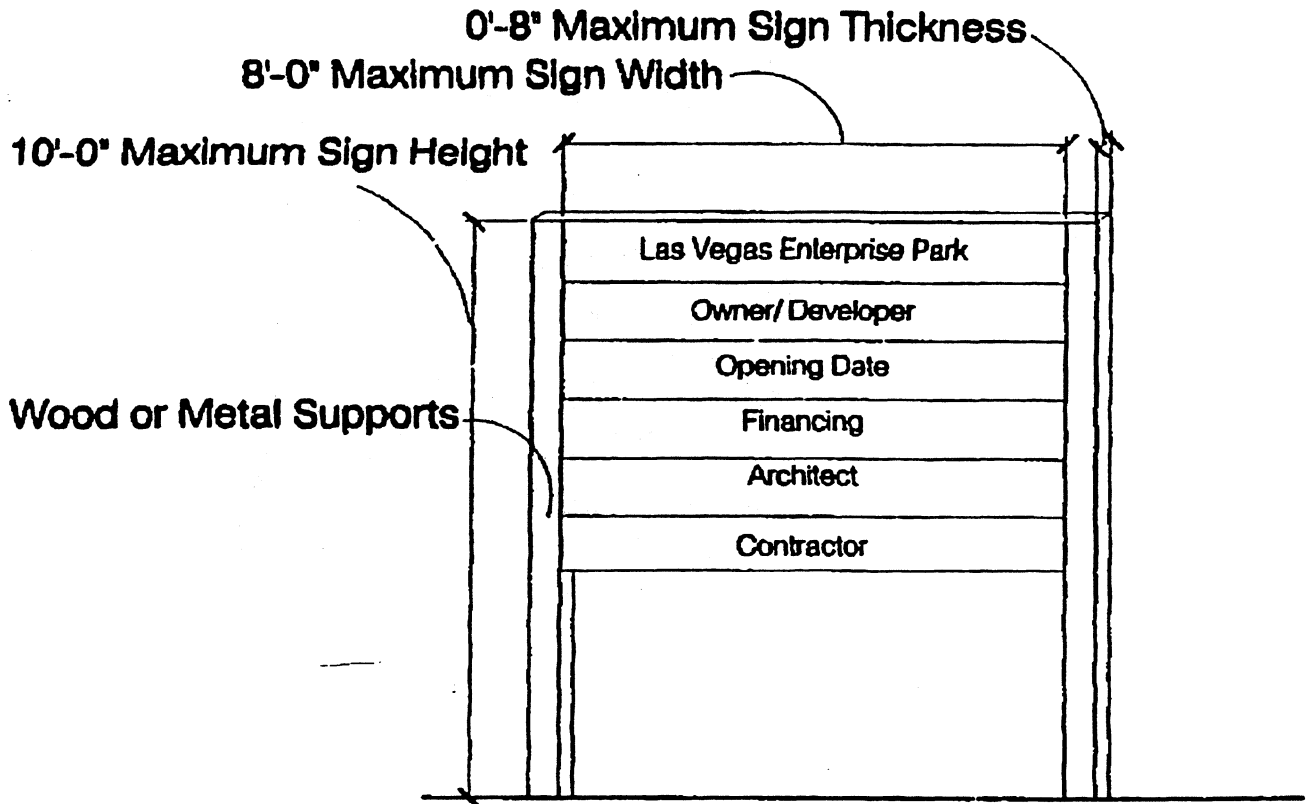 0'-8" Maximum Sign Thickness
8'-0" Maximum Sign Width
10'-0" Maximum Sign Height
Las Vegas Enterprise Park
Owner/Developer
Opening Date
Wood or Metal Supports
Financing
Architect
Contractor